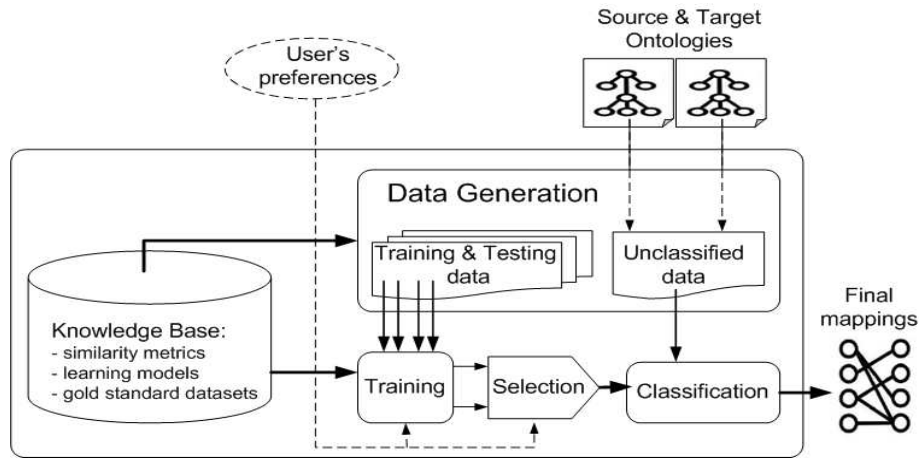 Source & Target
Ontologies
User's
preferences
Data Generation
Training & Testing
data
Unclassified
data
Knowledge Base:
- similarity metrics
- learning models
- gold standard datasets
Training
Selection
Classification
Final
mappings